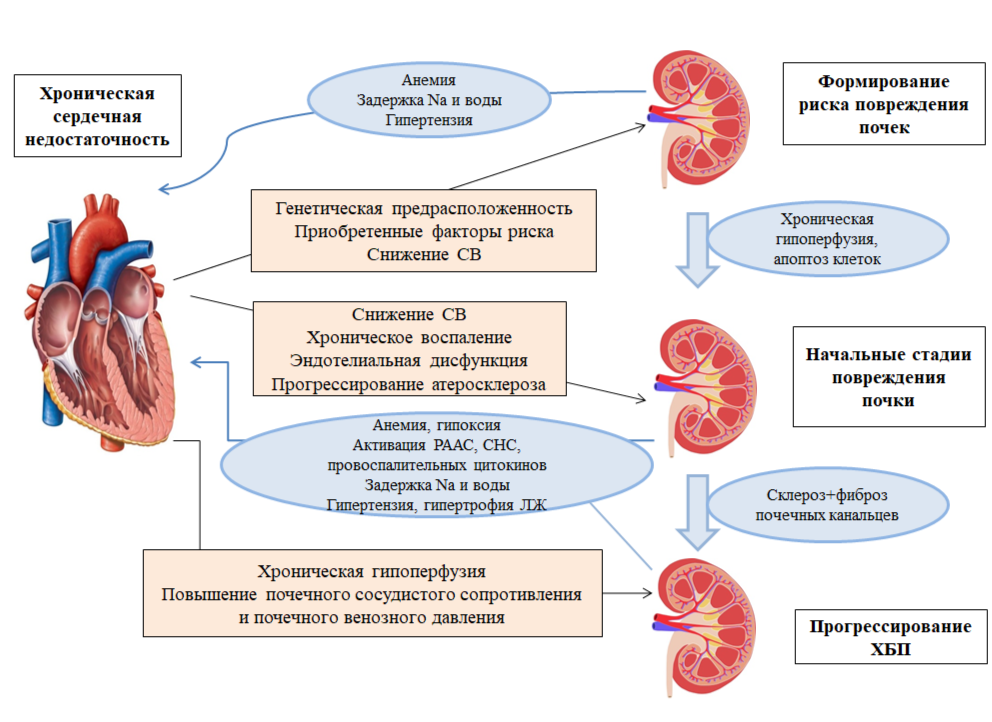 Хроническая
сердечная
недостаточность
Анемия
Задержка Na и воды
Гипертензия
Формирование
риска повреждения
почек
Генетическая предрасположенность
Приобретенные факторы риска
Снижение СВ
Хроническая
гипоперфузия,
апоптоз клеток
Снижение СВ
Хроническое воспаление
Эндотелиальная дисфункция
Прогрессирование атеросклероза
Начальные стадии
повреждения
почки
Анемия, гипоксия
Активация РААС, СНС,
провоспалительных цитокинов
Задержка Na и воды
Гипертензия, гипертрофия ЛЖ
Склероз+фиброз
почечных канальцев
Хроническая гипоперфузия
Повышение почечного сосудистого сопротивления
и почечного венозного давления
Прогрессирование
ХБП